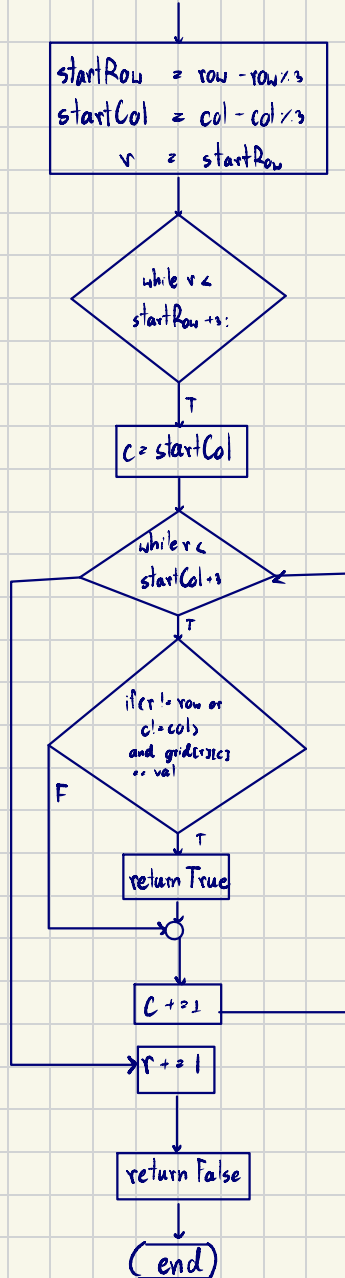 startRow = row - row%3
startCol = col - col%3
r = startRow
while r <
startRow +3:
T
c = startCol
while r <
startCol+3
T
if (r != row or
c != col)
and grid[r][c]
== val
F
T
return True
c +=1
r += 1
return False
(end)